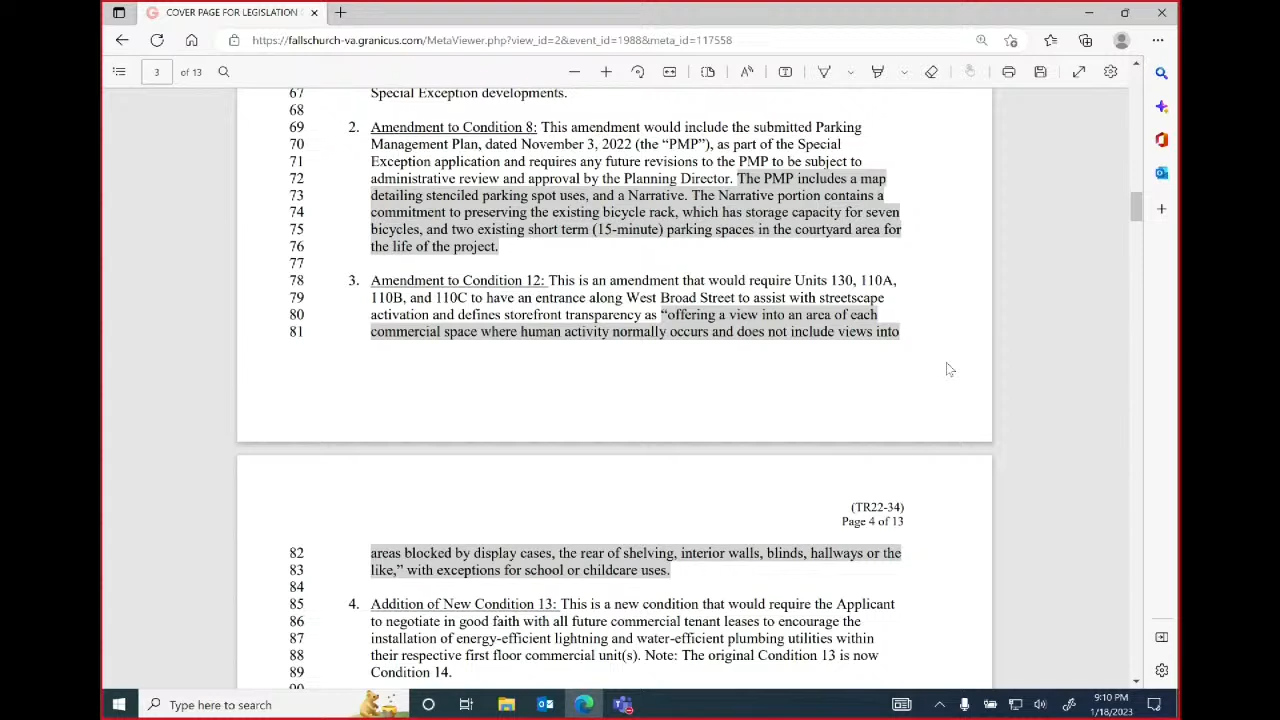 COVER PAGE FOR LEGISLATION
https://fallschurch-va.granicus.com/MetaViewer.php?view_id=2&event_id=1988&meta_id=117558
3 of 13
67 Special Exception developments.
68
69 2. Amendment to Condition 8: This amendment would include the submitted Parking
70 Management Plan, dated November 3, 2022 (the “PMP”), as part of the Special
71 Exception application and requires any future revisions to the PMP to be subject to
72 administrative review and approval by the Planning Director. The PMP includes a map
73 detailing stenciled parking spot uses, and a Narrative. The Narrative portion contains a
74 commitment to preserving the existing bicycle rack, which has storage capacity for seven
75 bicycles, and two existing short term (15-minute) parking spaces in the courtyard area for
76 the life of the project.
77
78 3. Amendment to Condition 12: This is an amendment that would require Units 130, 110A,
79 110B, and 110C to have an entrance along West Broad Street to assist with streetscape
80 activation and defines storefront transparency as “offering a view into an area of each
81 commercial space where human activity normally occurs and does not include views into
(TR22-34)
Page 4 of 13
82 areas blocked by display cases, the rear of shelving, interior walls, blinds, hallways or the
83 like,” with exceptions for school or childcare uses.
84
85 4. Addition of New Condition 13: This is a new condition that would require the Applicant
86 to negotiate in good faith with all future commercial tenant leases to encourage the
87 installation of energy-efficient lightning and water-efficient plumbing utilities within
88 their respective first floor commercial unit(s). Note: The original Condition 13 is now
89 Condition 14.
90
Type here to search
9:10 PM
1/18/2023